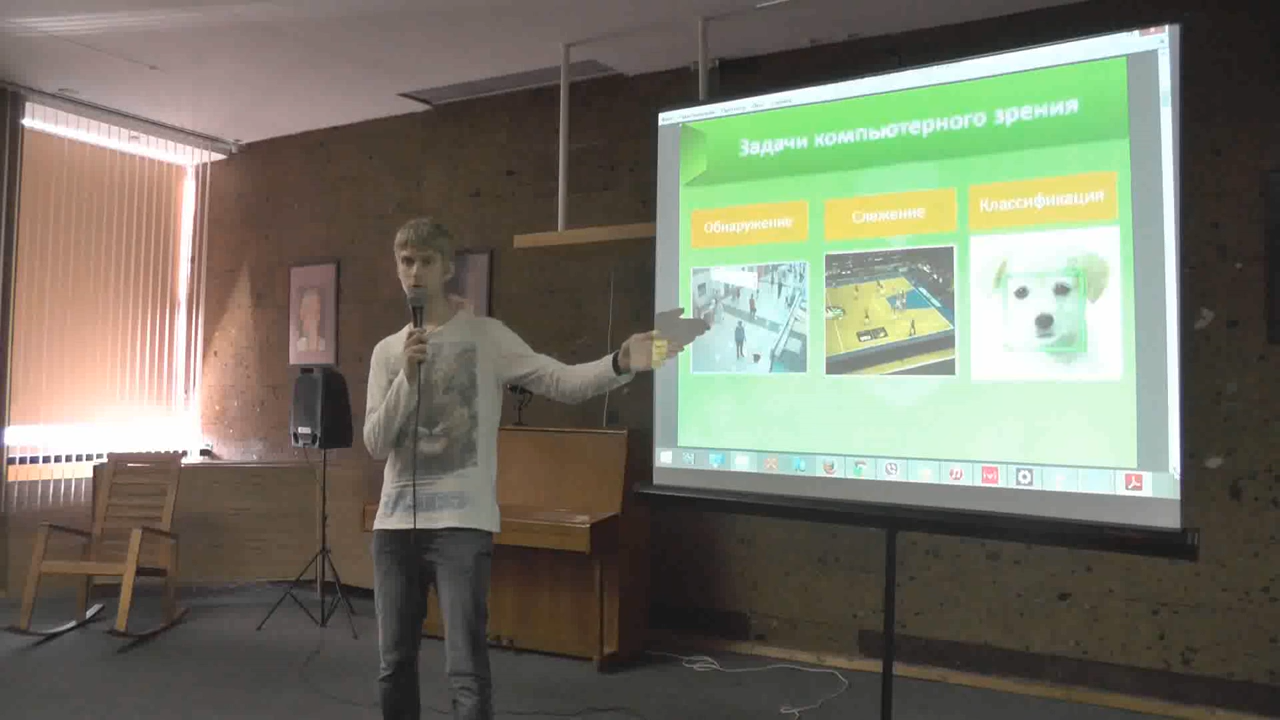 Задачи компьютерного зрения
Обнаружение
Слежение
Классификация